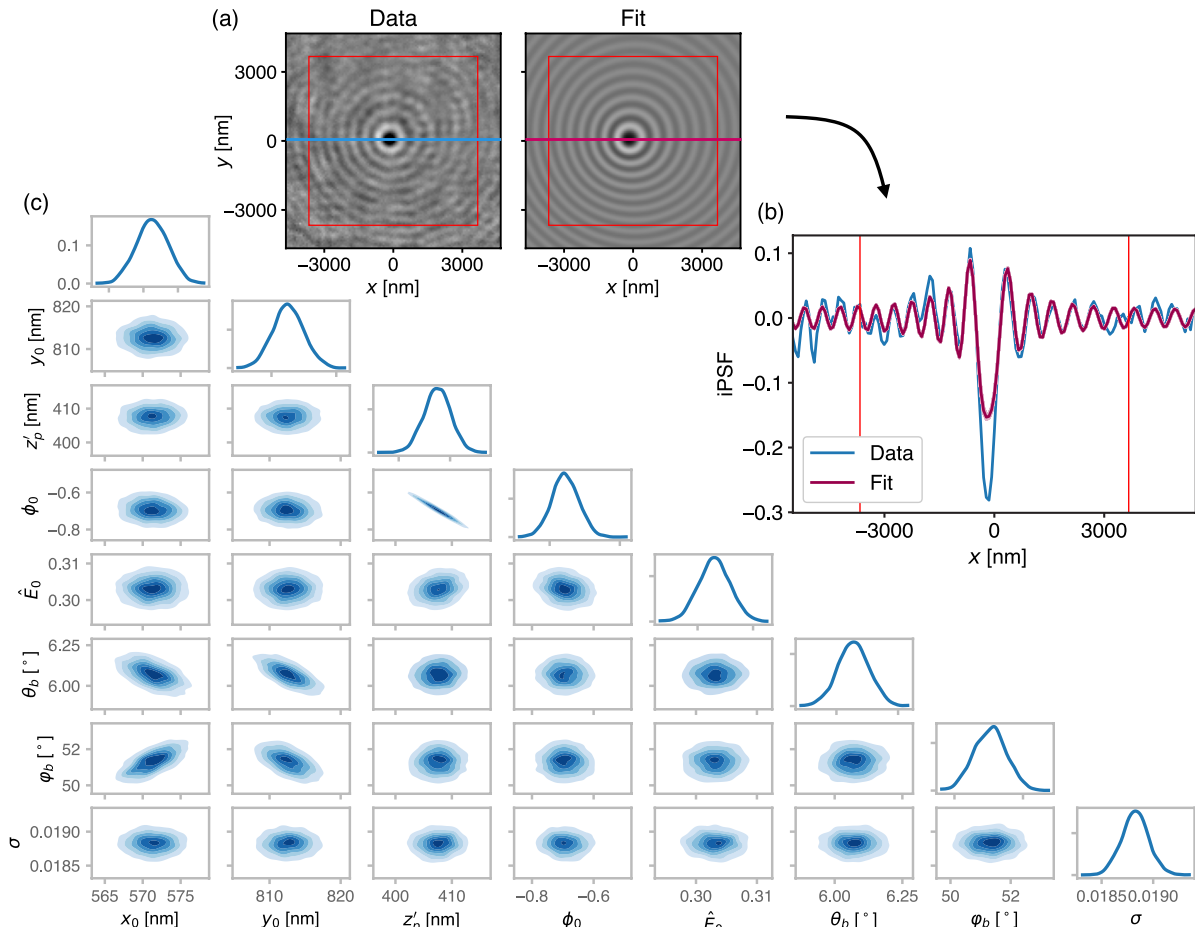 (a)
Data
Fit
y [nm]
3000
0
−3000
−3000
0
3000
x [nm]
−3000
0
3000
x [nm]
(b)
iPSF
0.1
0.0
−0.1
−0.2
−0.3
Data
Fit
−3000
0
3000
x [nm]
(c)
0.1
0.0
y₀ [nm]
820
810
z′ₚ [nm]
410
400
ϕ₀
−0.6
−0.8
Ê₀
0.31
0.30
θ_b [°]
6.25
6.00
φ_b [°]
52
50
σ
0.0190
0.0185
565 570 575
810 820
400 410
−0.8 −0.6
0.30 0.31
6.00 6.25
50 52
0.0185 0.0190
x₀ [nm]
y₀ [nm]
z′ₚ [nm]
ϕ₀
Ê₀
θ_b [°]
φ_b [°]
σ